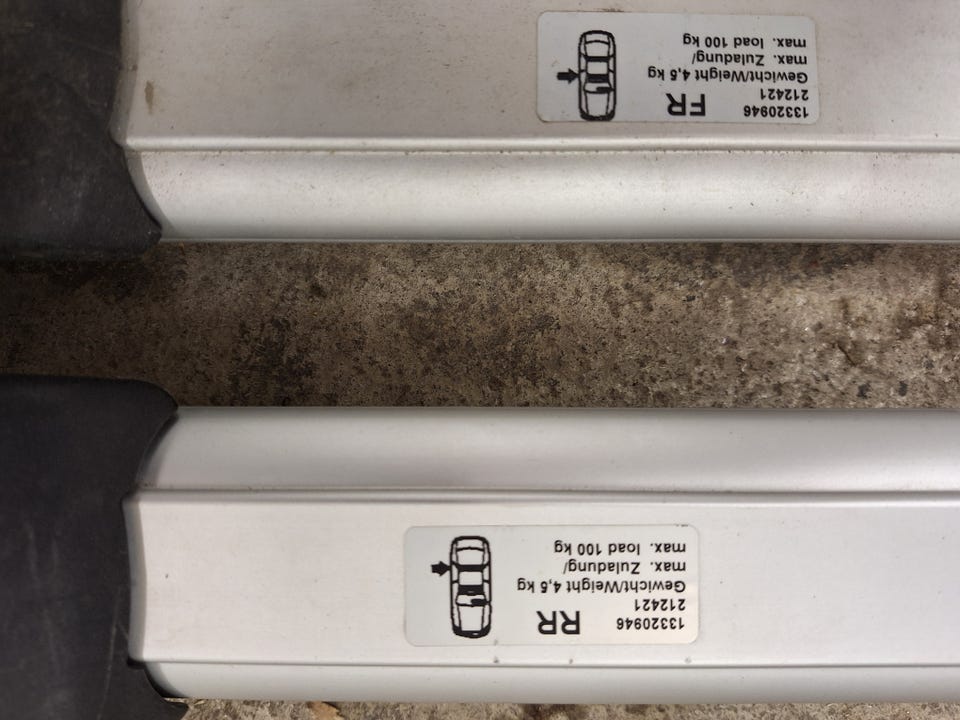 13320946 FR
212421
Gewicht/Weight 4,5 kg
max. Zuladung/
max. load 100 kg
13320946 RR
212421
Gewicht/Weight 4,5 kg
max. Zuladung/
max. load 100 kg